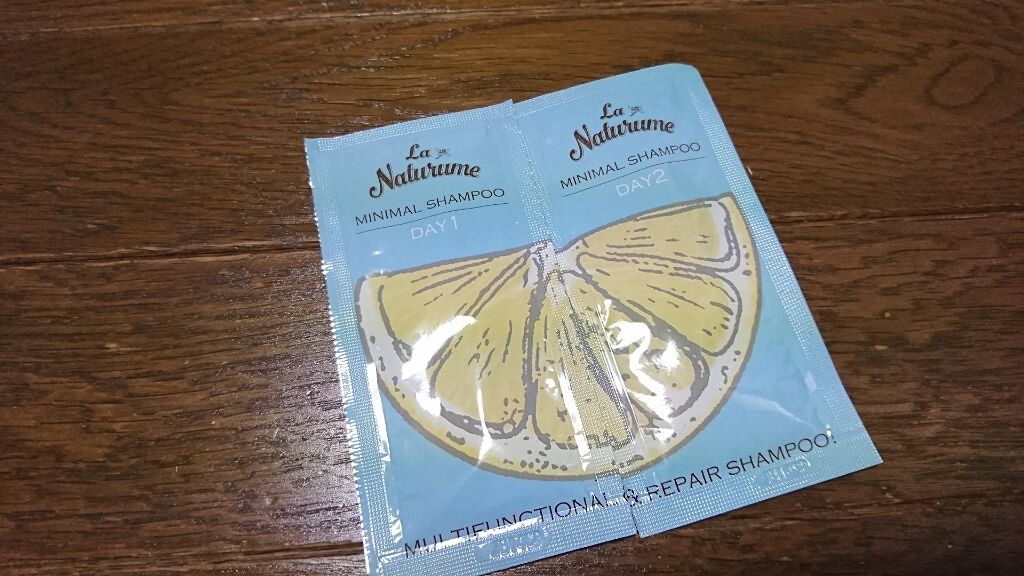 La
Naturume
MINIMAL SHAMPOO
DAY1
La
Naturume
MINIMAL SHAMPOO
DAY2
MULTIFUNCTIONAL & REPAIR SHAMPOO!